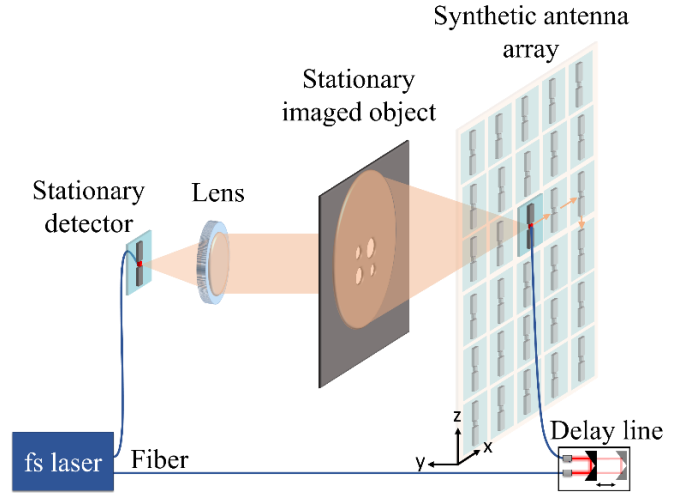 Synthetic antenna
array
Stationary
imaged object
Stationary
detector
Lens
z
x
y
Delay line
fs laser
Fiber